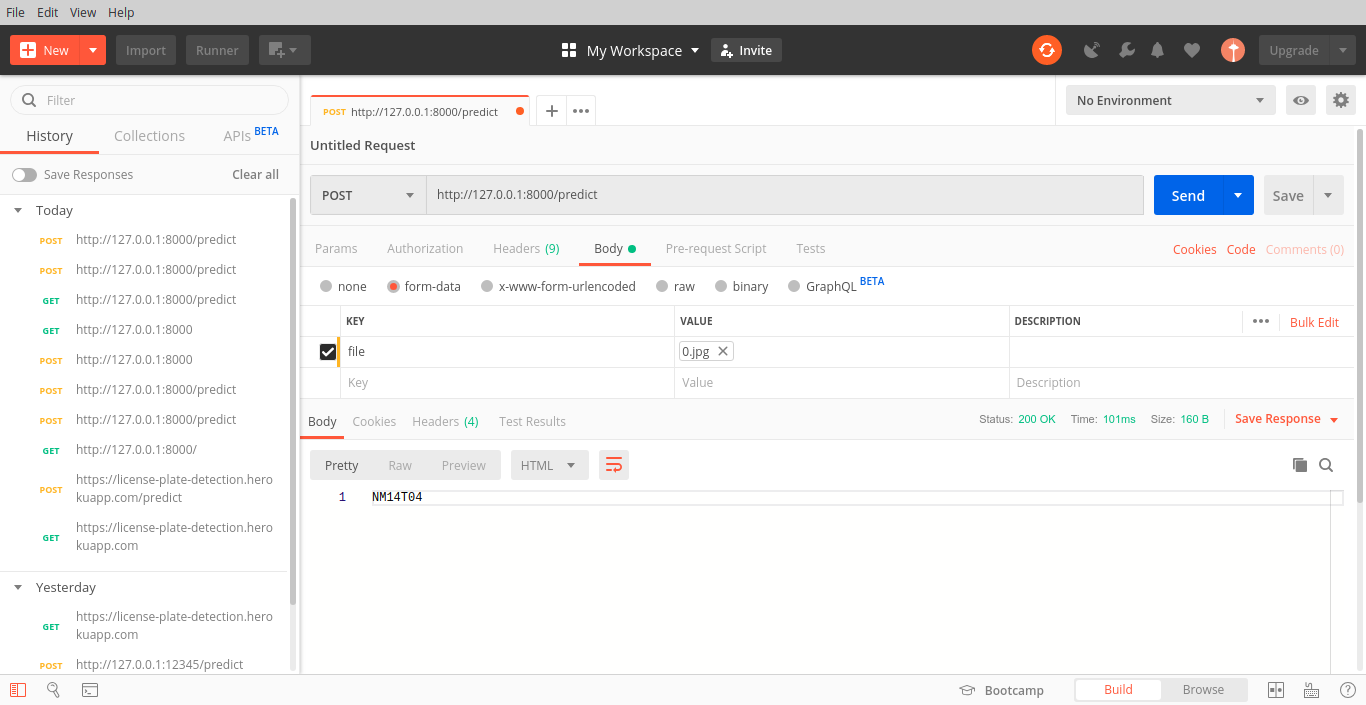 File Edit View Help
New Import Runner My Workspace Invite Upgrade
Filter
History Collections APIs BETA
Save Responses Clear all
Today
POST http://127.0.0.1:8000/predict
POST http://127.0.0.1:8000/predict
GET http://127.0.0.1:8000/predict
GET http://127.0.0.1:8000
POST http://127.0.0.1:8000
POST http://127.0.0.1:8000/predict
POST http://127.0.0.1:8000/predict
GET http://127.0.0.1:8000/
POST https://license-plate-detection.hero
kuapp.com/predict
GET https://license-plate-detection.hero
kuapp.com
Yesterday
GET https://license-plate-detection.hero
kuapp.com
POST http://127.0.0.1:12345/predict
POST http://127.0.0.1:8000/predict
No Environment
Untitled Request
POST http://127.0.0.1:8000/predict Send Save
Params Authorization Headers (9) Body Pre-request Script Tests Cookies Code Comments (0)
none form-data x-www-form-urlencoded raw binary GraphQL BETA
KEY VALUE DESCRIPTION Bulk Edit
file 0.jpg
Key Value Description
Body Cookies Headers (4) Test Results Status: 200 OK Time: 101ms Size: 160 B Save Response
Pretty Raw Preview HTML
1 NM14T04
Bootcamp Build Browse